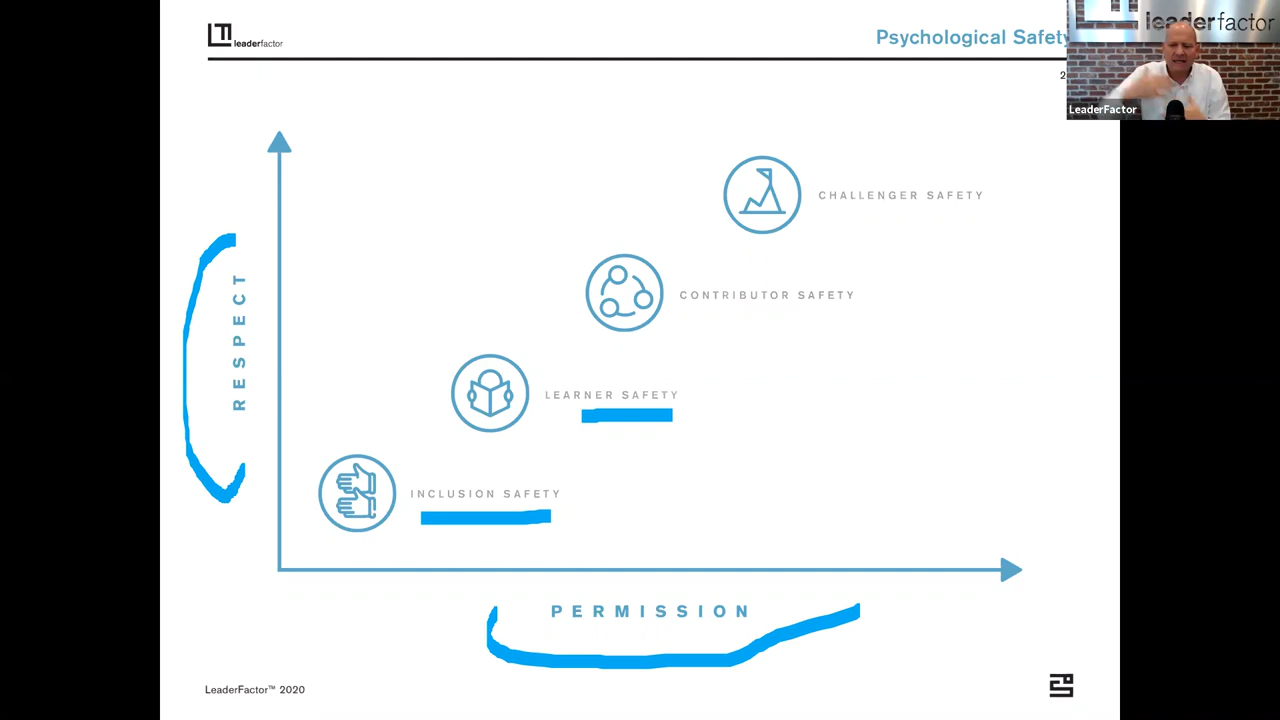 leaderfactor
Psychological Safety
leaderfactor
LeaderFactor
CHALLENGER SAFETY
CONTRIBUTOR SAFETY
RESPECT
LEARNER SAFETY
INCLUSION SAFETY
PERMISSION
LeaderFactor™ 2020